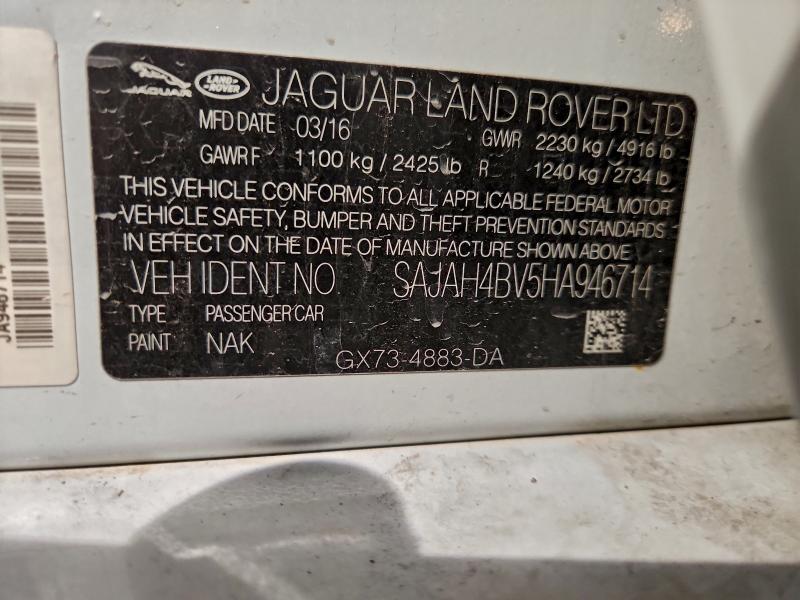 JAGUAR LAND-ROVER JAGUAR LAND ROVER LTD
MFD DATE 03/16 GVWR 2230 kg / 4916 lb
GAWR F 1100 kg / 2425 lb R 1240 kg / 2734 lb
THIS VEHICLE CONFORMS TO ALL APPLICABLE FEDERAL MOTOR
VEHICLE SAFETY, BUMPER AND THEFT PREVENTION STANDARDS
IN EFFECT ON THE DATE OF MANUFACTURE SHOWN ABOVE
VEH IDENT NO SAJAH4BV5HA946714
TYPE PASSENGER CAR
PAINT NAK GX73-4883-DA